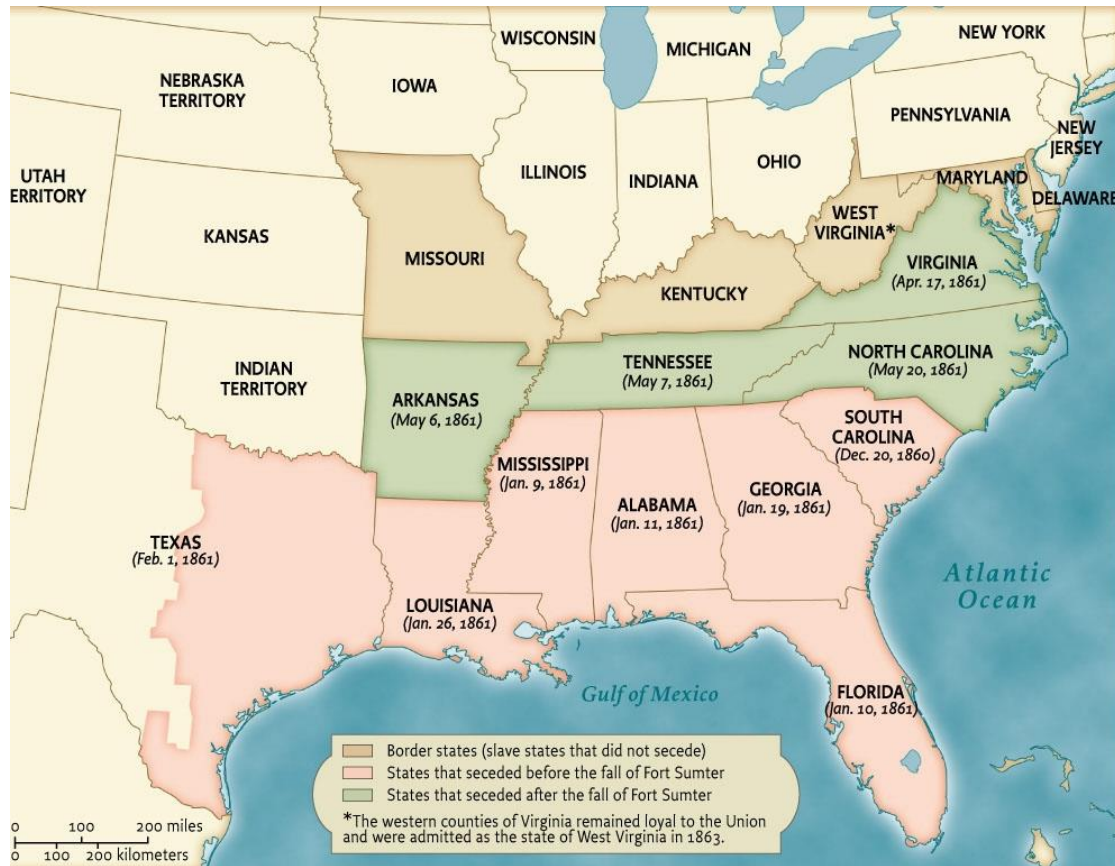 WISCONSIN
MICHIGAN
NEW YORK
NEBRASKA
TERRITORY
IOWA
PENNSYLVANIA
NEW
JERSEY
UTAH
ERRITORY
ILLINOIS
INDIANA
OHIO
MARYLAND
DELAWARE
KANSAS
MISSOURI
WEST
VIRGINIA*
VIRGINIA
(Apr. 17, 1861)
KENTUCKY
INDIAN
TERRITORY
ARKANSAS
(May 6, 1861)
TENNESSEE
(May 7, 1861)
NORTH CAROLINA
(May 20, 1861)
SOUTH
CAROLINA
(Dec. 20, 1860)
MISSISSIPPI
(Jan. 9, 1861)
ALABAMA
(Jan. 11, 1861)
GEORGIA
(Jan. 19, 1861)
TEXAS
(Feb. 1, 1861)
LOUISIANA
(Jan. 26, 1861)
Atlantic
Ocean
Gulf of Mexico
FLORIDA
(Jan. 10, 1861)
Border states (slave states that did not secede)
States that seceded before the fall of Fort Sumter
States that seceded after the fall of Fort Sumter
*The western counties of Virginia remained loyal to the Union
and were admitted as the state of West Virginia in 1863.
0 100 200 miles
0 100 200 kilometers